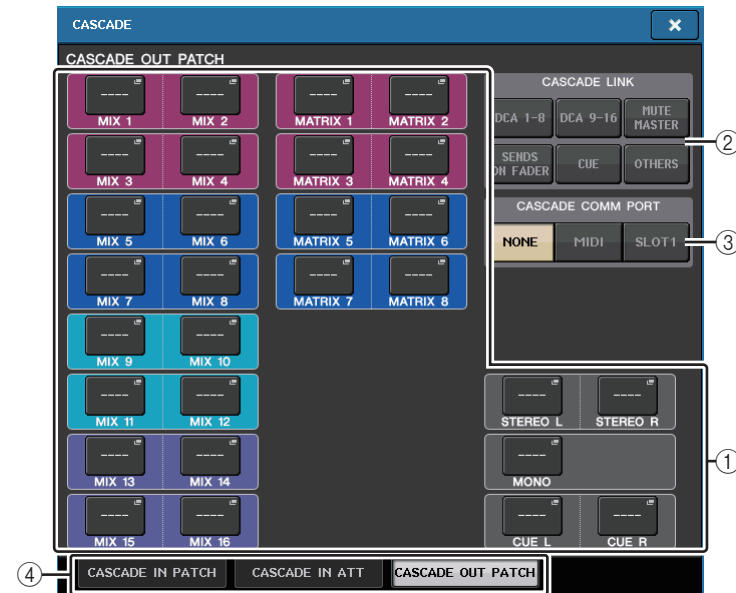 CASCADE
CASCADE OUT PATCH
---- ---- ---- ----
MIX 1 MIX 2 MATRIX 1 MATRIX 2
---- ---- ---- ----
MIX 3 MIX 4 MATRIX 3 MATRIX 4
---- ---- ---- ----
MIX 5 MIX 6 MATRIX 5 MATRIX 6
---- ---- ---- ----
MIX 7 MIX 8 MATRIX 7 MATRIX 8
---- ----
MIX 9 MIX 10
---- ----
MIX 11 MIX 12
---- ----
MIX 13 MIX 14
---- ----
MIX 15 MIX 16
CASCADE LINK
DCA 1-8 DCA 9-16 MUTE MASTER
SENDS ON FADER CUE OTHERS
②
CASCADE COMM PORT
NONE MIDI SLOT1
③
---- ----
STEREO L STEREO R
----
MONO
---- ----
CUE L CUE R
①
④
CASCADE IN PATCH CASCADE IN ATT CASCADE OUT PATCH